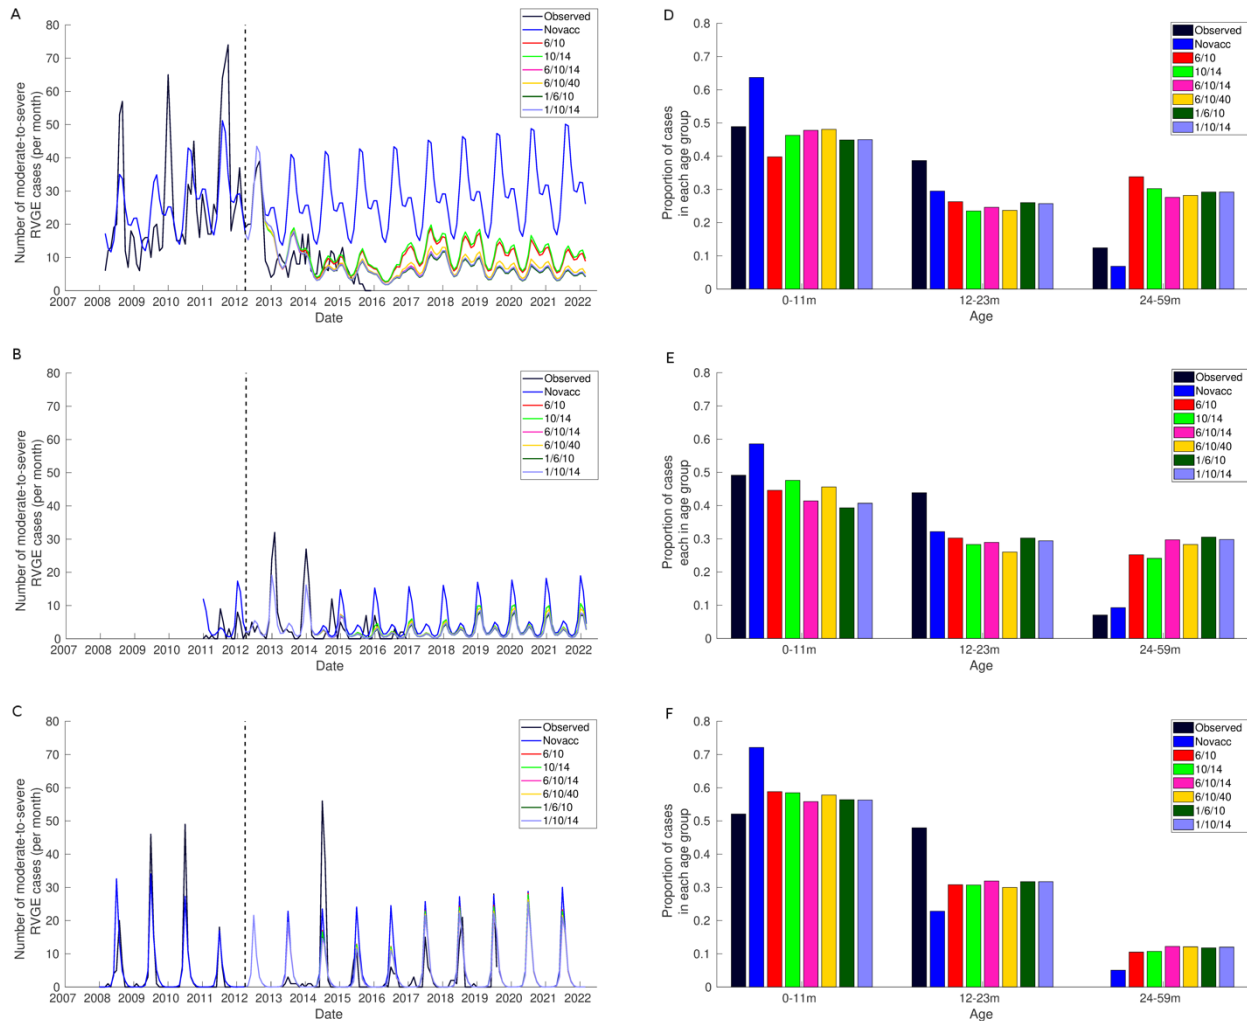 A
Number of moderate-to-severe
RVGE cases (per month)
80
70
60
50
40
30
20
10
0
2007 2008 2009 2010 2011 2012 2013 2014 2015 2016 2017 2018 2019 2020 2021 2022
Date
Observed
Novacc
6/10
10/14
6/10/14
6/10/40
1/6/10
1/10/14
D
Proportion of cases
in each age group
0.8
0.7
0.6
0.5
0.4
0.3
0.2
0.1
0
0-11m 12-23m 24-59m
Age
Observed
Novacc
6/10
10/14
6/10/14
6/10/40
1/6/10
1/10/14
B
Number of moderate-to-severe
RVGE cases (per month)
80
70
60
50
40
30
20
10
0
2007 2008 2009 2010 2011 2012 2013 2014 2015 2016 2017 2018 2019 2020 2021 2022
Date
Observed
Novacc
6/10
10/14
6/10/14
6/10/40
1/6/10
1/10/14
E
Proportion of cases
each in age group
0.8
0.7
0.6
0.5
0.4
0.3
0.2
0.1
0
0-11m 12-23m 24-59m
Age
Observed
Novacc
6/10
10/14
6/10/14
6/10/40
1/6/10
1/10/14
C
Number of moderate-to-severe
RVGE cases (per month)
80
70
60
50
40
30
20
10
0
2007 2008 2009 2010 2011 2012 2013 2014 2015 2016 2017 2018 2019 2020 2021 2022
Date
Observed
Novacc
6/10
10/14
6/10/14
6/10/40
1/6/10
1/10/14
F
Proportion of cases
in each age group
0.8
0.7
0.6
0.5
0.4
0.3
0.2
0.1
0
0-11m 12-23m 24-59m
Age
Observed
Novacc
6/10
10/14
6/10/14
6/10/40
1/6/10
1/10/14